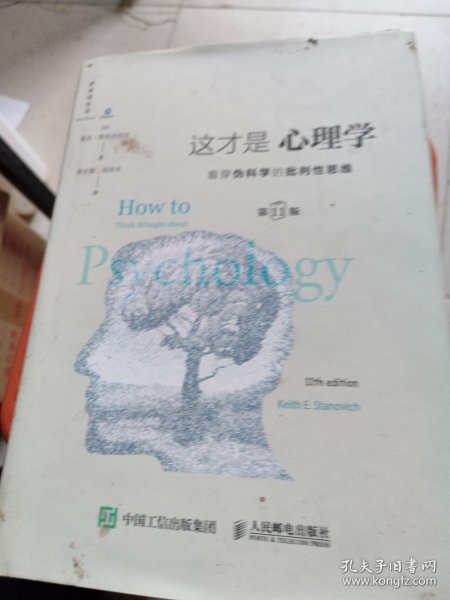 这才是 心理学
看穿伪科学的批判性思维
第11版
How to
Think Straight about
Psychology
11th edition
Keith E. Stanovich
中国工信出版集团
人民邮电出版社
POSTS & TELECOM PRESS
孔夫子旧书网
www.kongfz.com